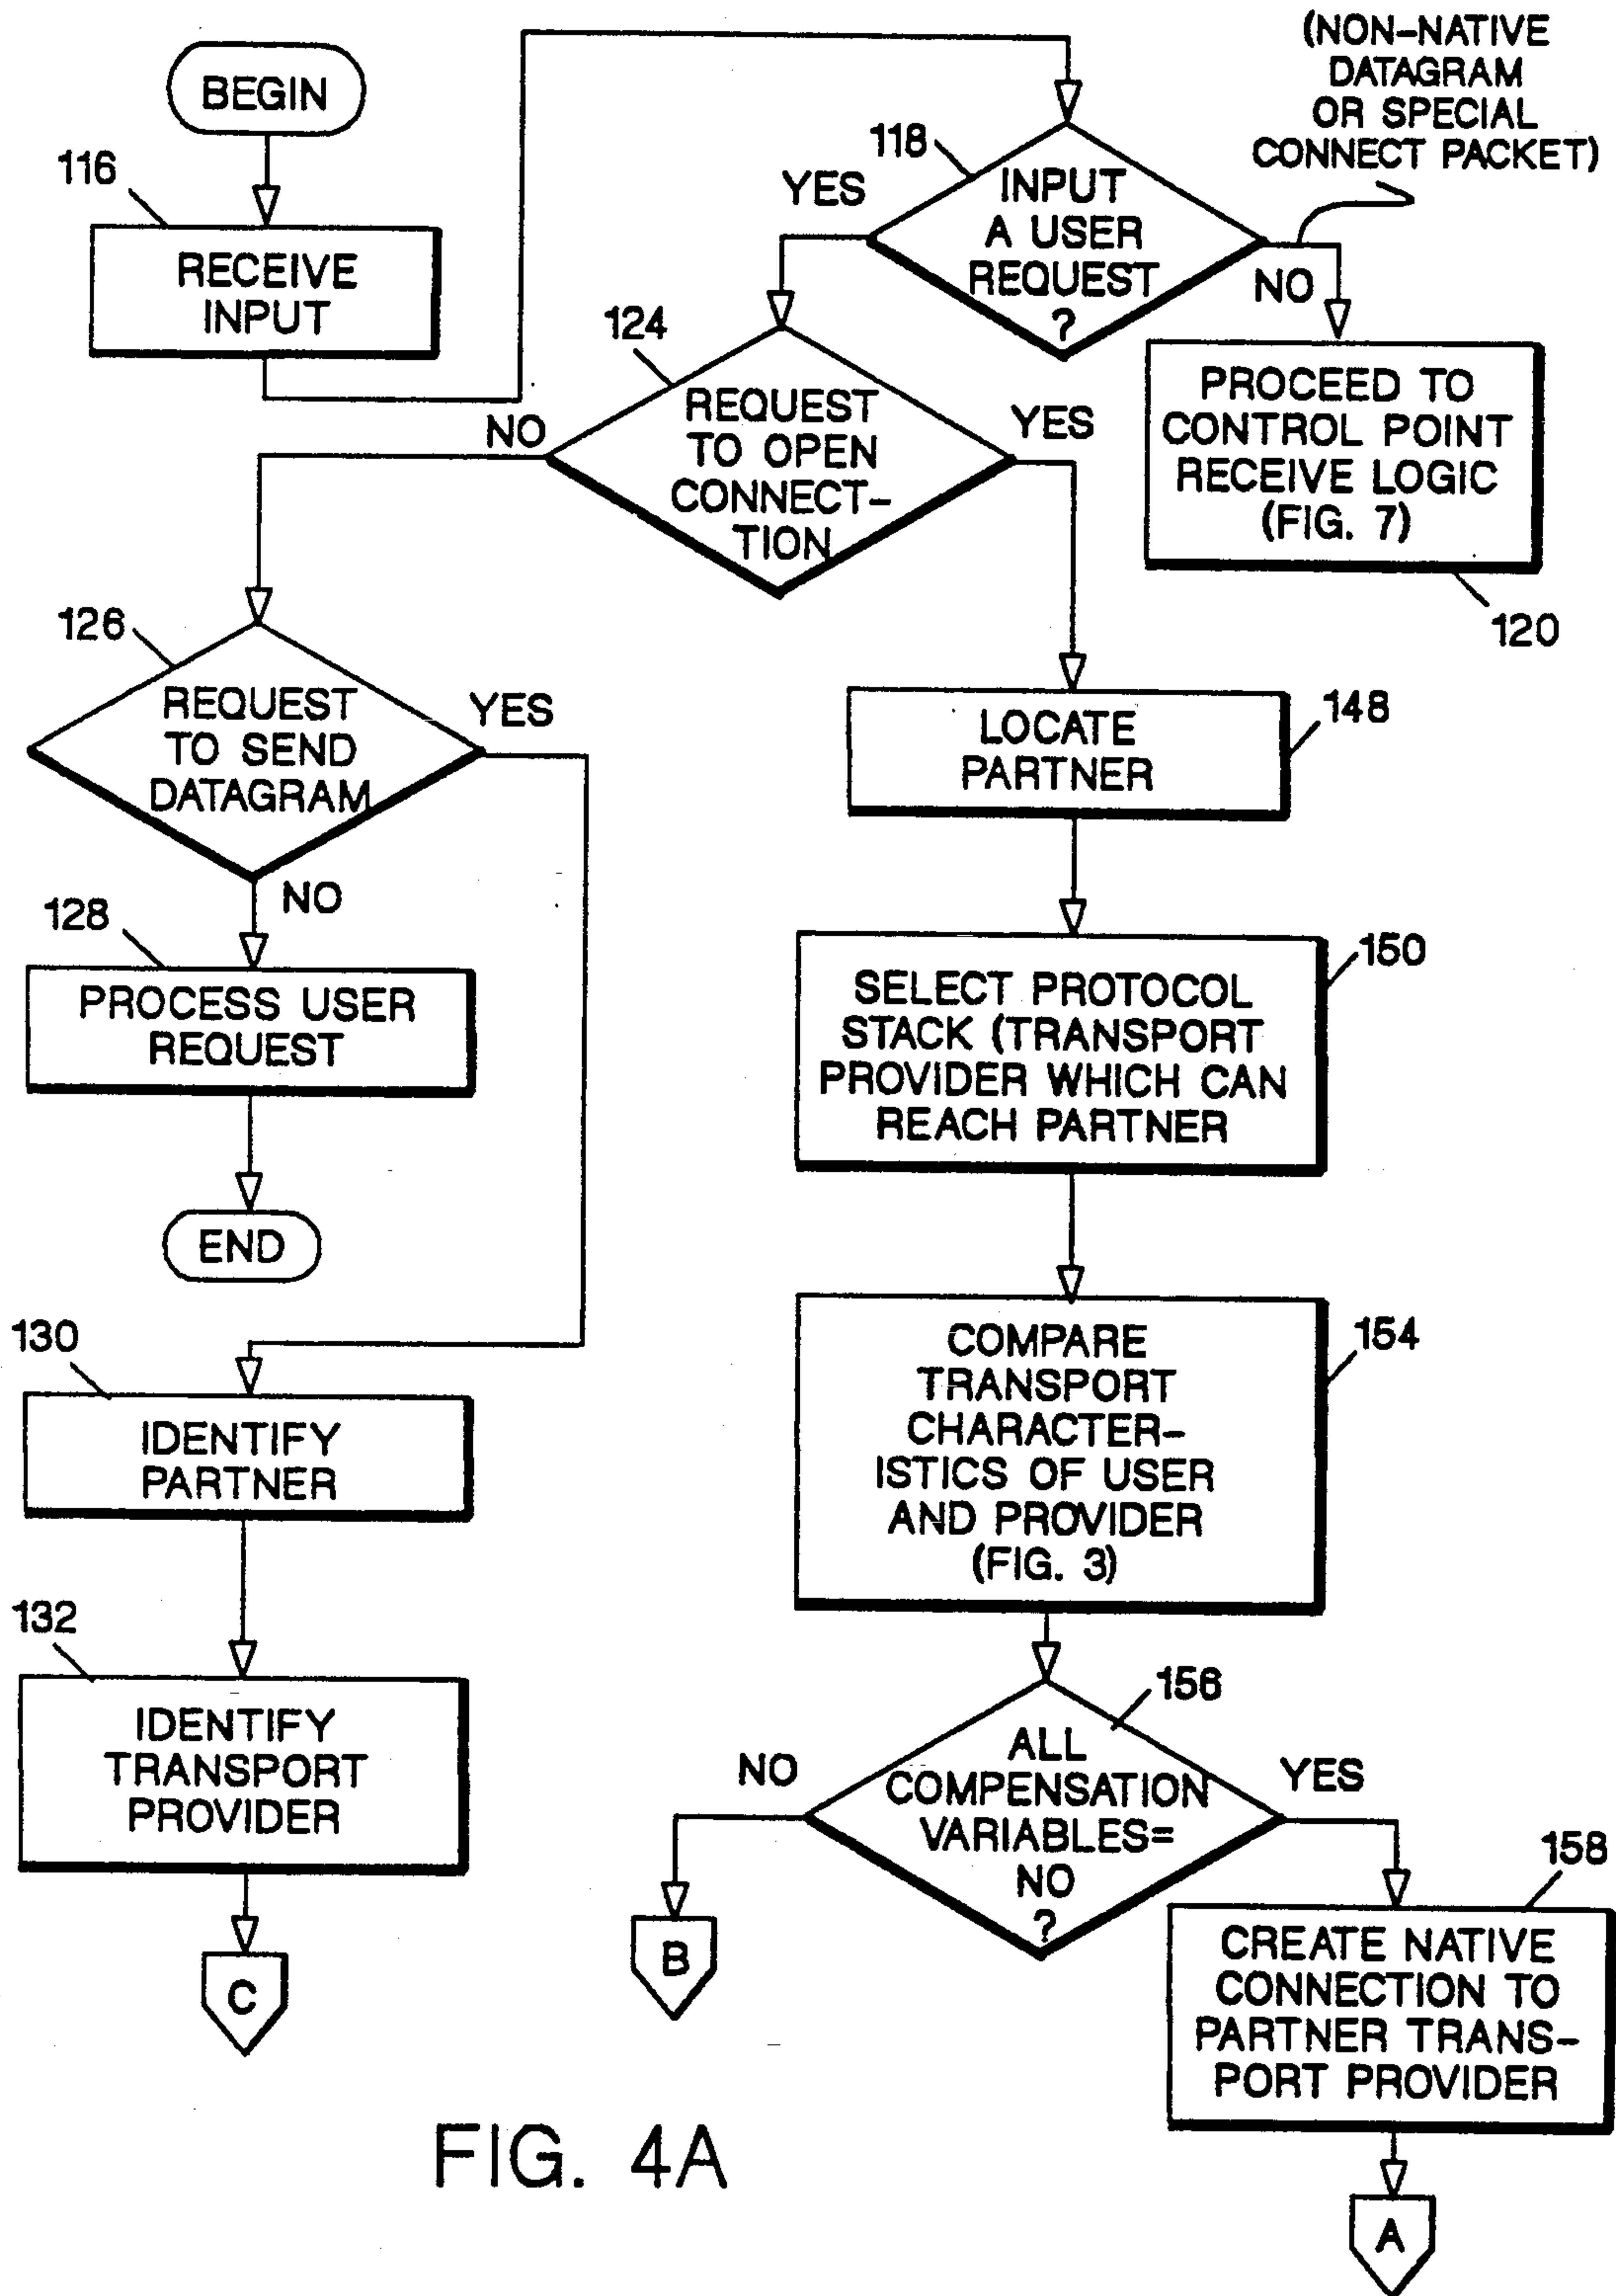 (NON-NATIVE
DATAGRAM
OR SPECIAL
CONNECT PACKET)
BEGIN
116
RECEIVE
INPUT
118
YES
INPUT
A USER
REQUEST
?
NO
PROCEED TO
CONTROL POINT
RECEIVE LOGIC
(FIG. 7)
120
124
NO
REQUEST
TO OPEN
CONNECT-
TION
YES
126
REQUEST
TO SEND
DATAGRAM
YES
NO
128
PROCESS USER
REQUEST
END
130
IDENTIFY
PARTNER
132
IDENTIFY
TRANSPORT
PROVIDER
C
LOCATE
PARTNER
148
SELECT PROTOCOL
STACK (TRANSPORT
PROVIDER WHICH CAN
REACH PARTNER
150
COMPARE
TRANSPORT
CHARACTER-
ISTICS OF USER
AND PROVIDER
(FIG. 3)
154
156
NO
ALL
COMPENSATION
VARIABLES=
NO
?
YES
B
158
CREATE NATIVE
CONNECTION TO
PARTNER TRANS-
PORT PROVIDER
A
FIG. 4A